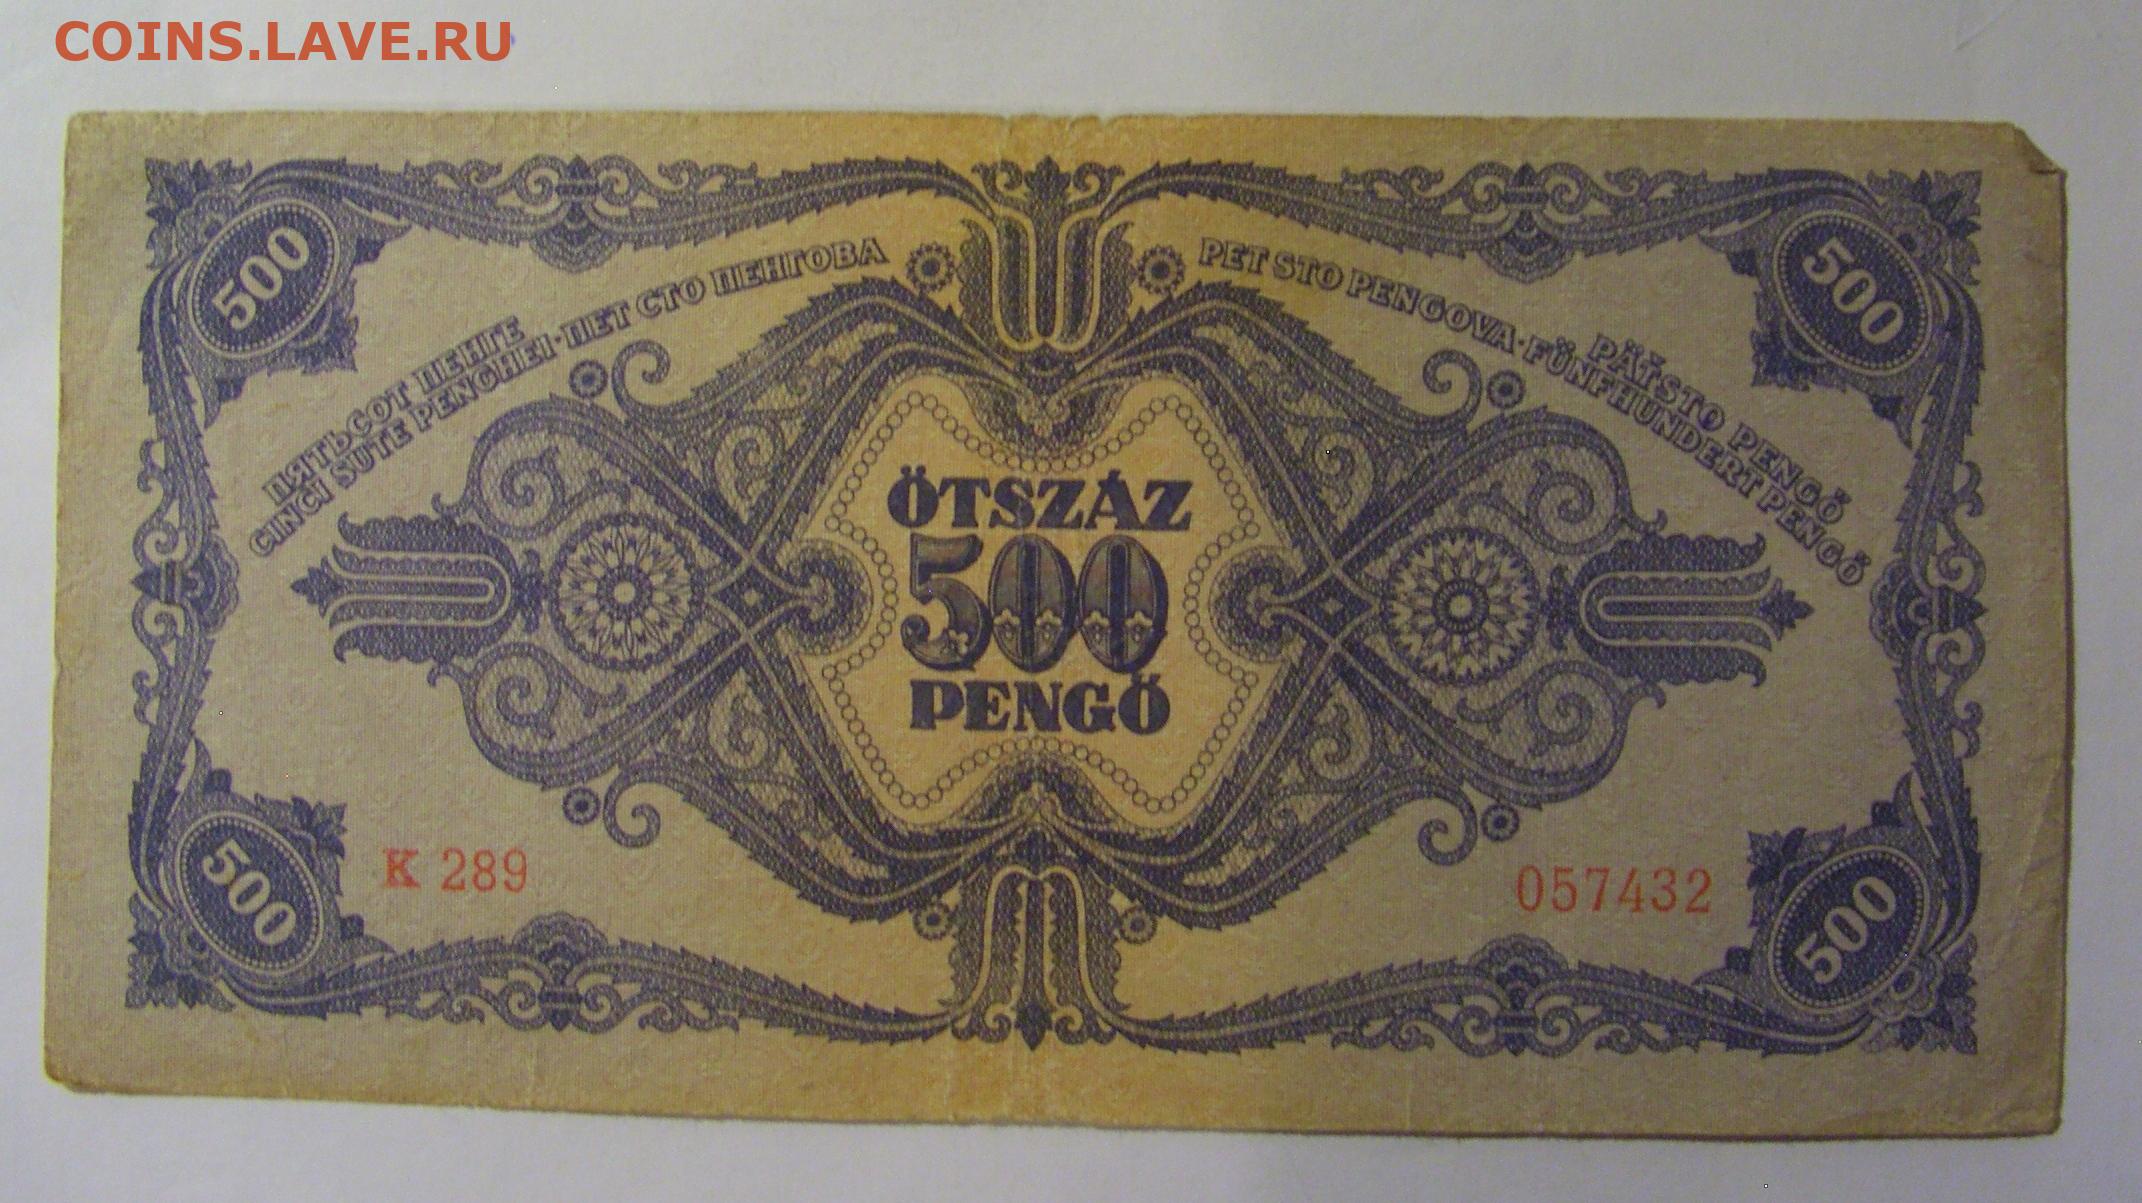 COINS.LAVE.RU
500
500
ПЯТЬСОТ ПЕНГЕ
CINCI SUTE PENGHEI·ПЕТ СТО ПЕНГОВА
PET STO PENGOVA·FÜNFHUNDERT PENGŐ
PÄŤSTO PENGŐ
ÖTSZÁZ
500
PENGŐ
K 289
057432
500
500